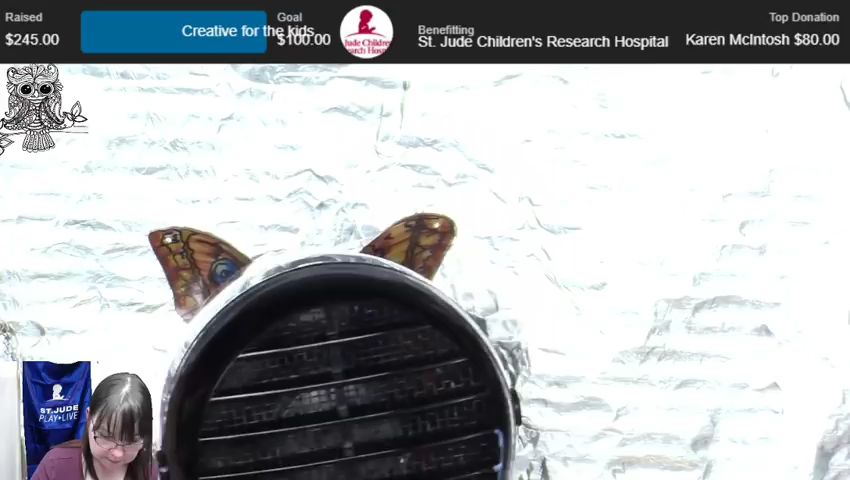 Raised
$245.00
Creative for the kids
Goal
$100.00
Benefitting
St. Jude Children's Research Hospital
Top Donation
Karen McIntosh $80.00
ST. JUDE
PLAY LIVE